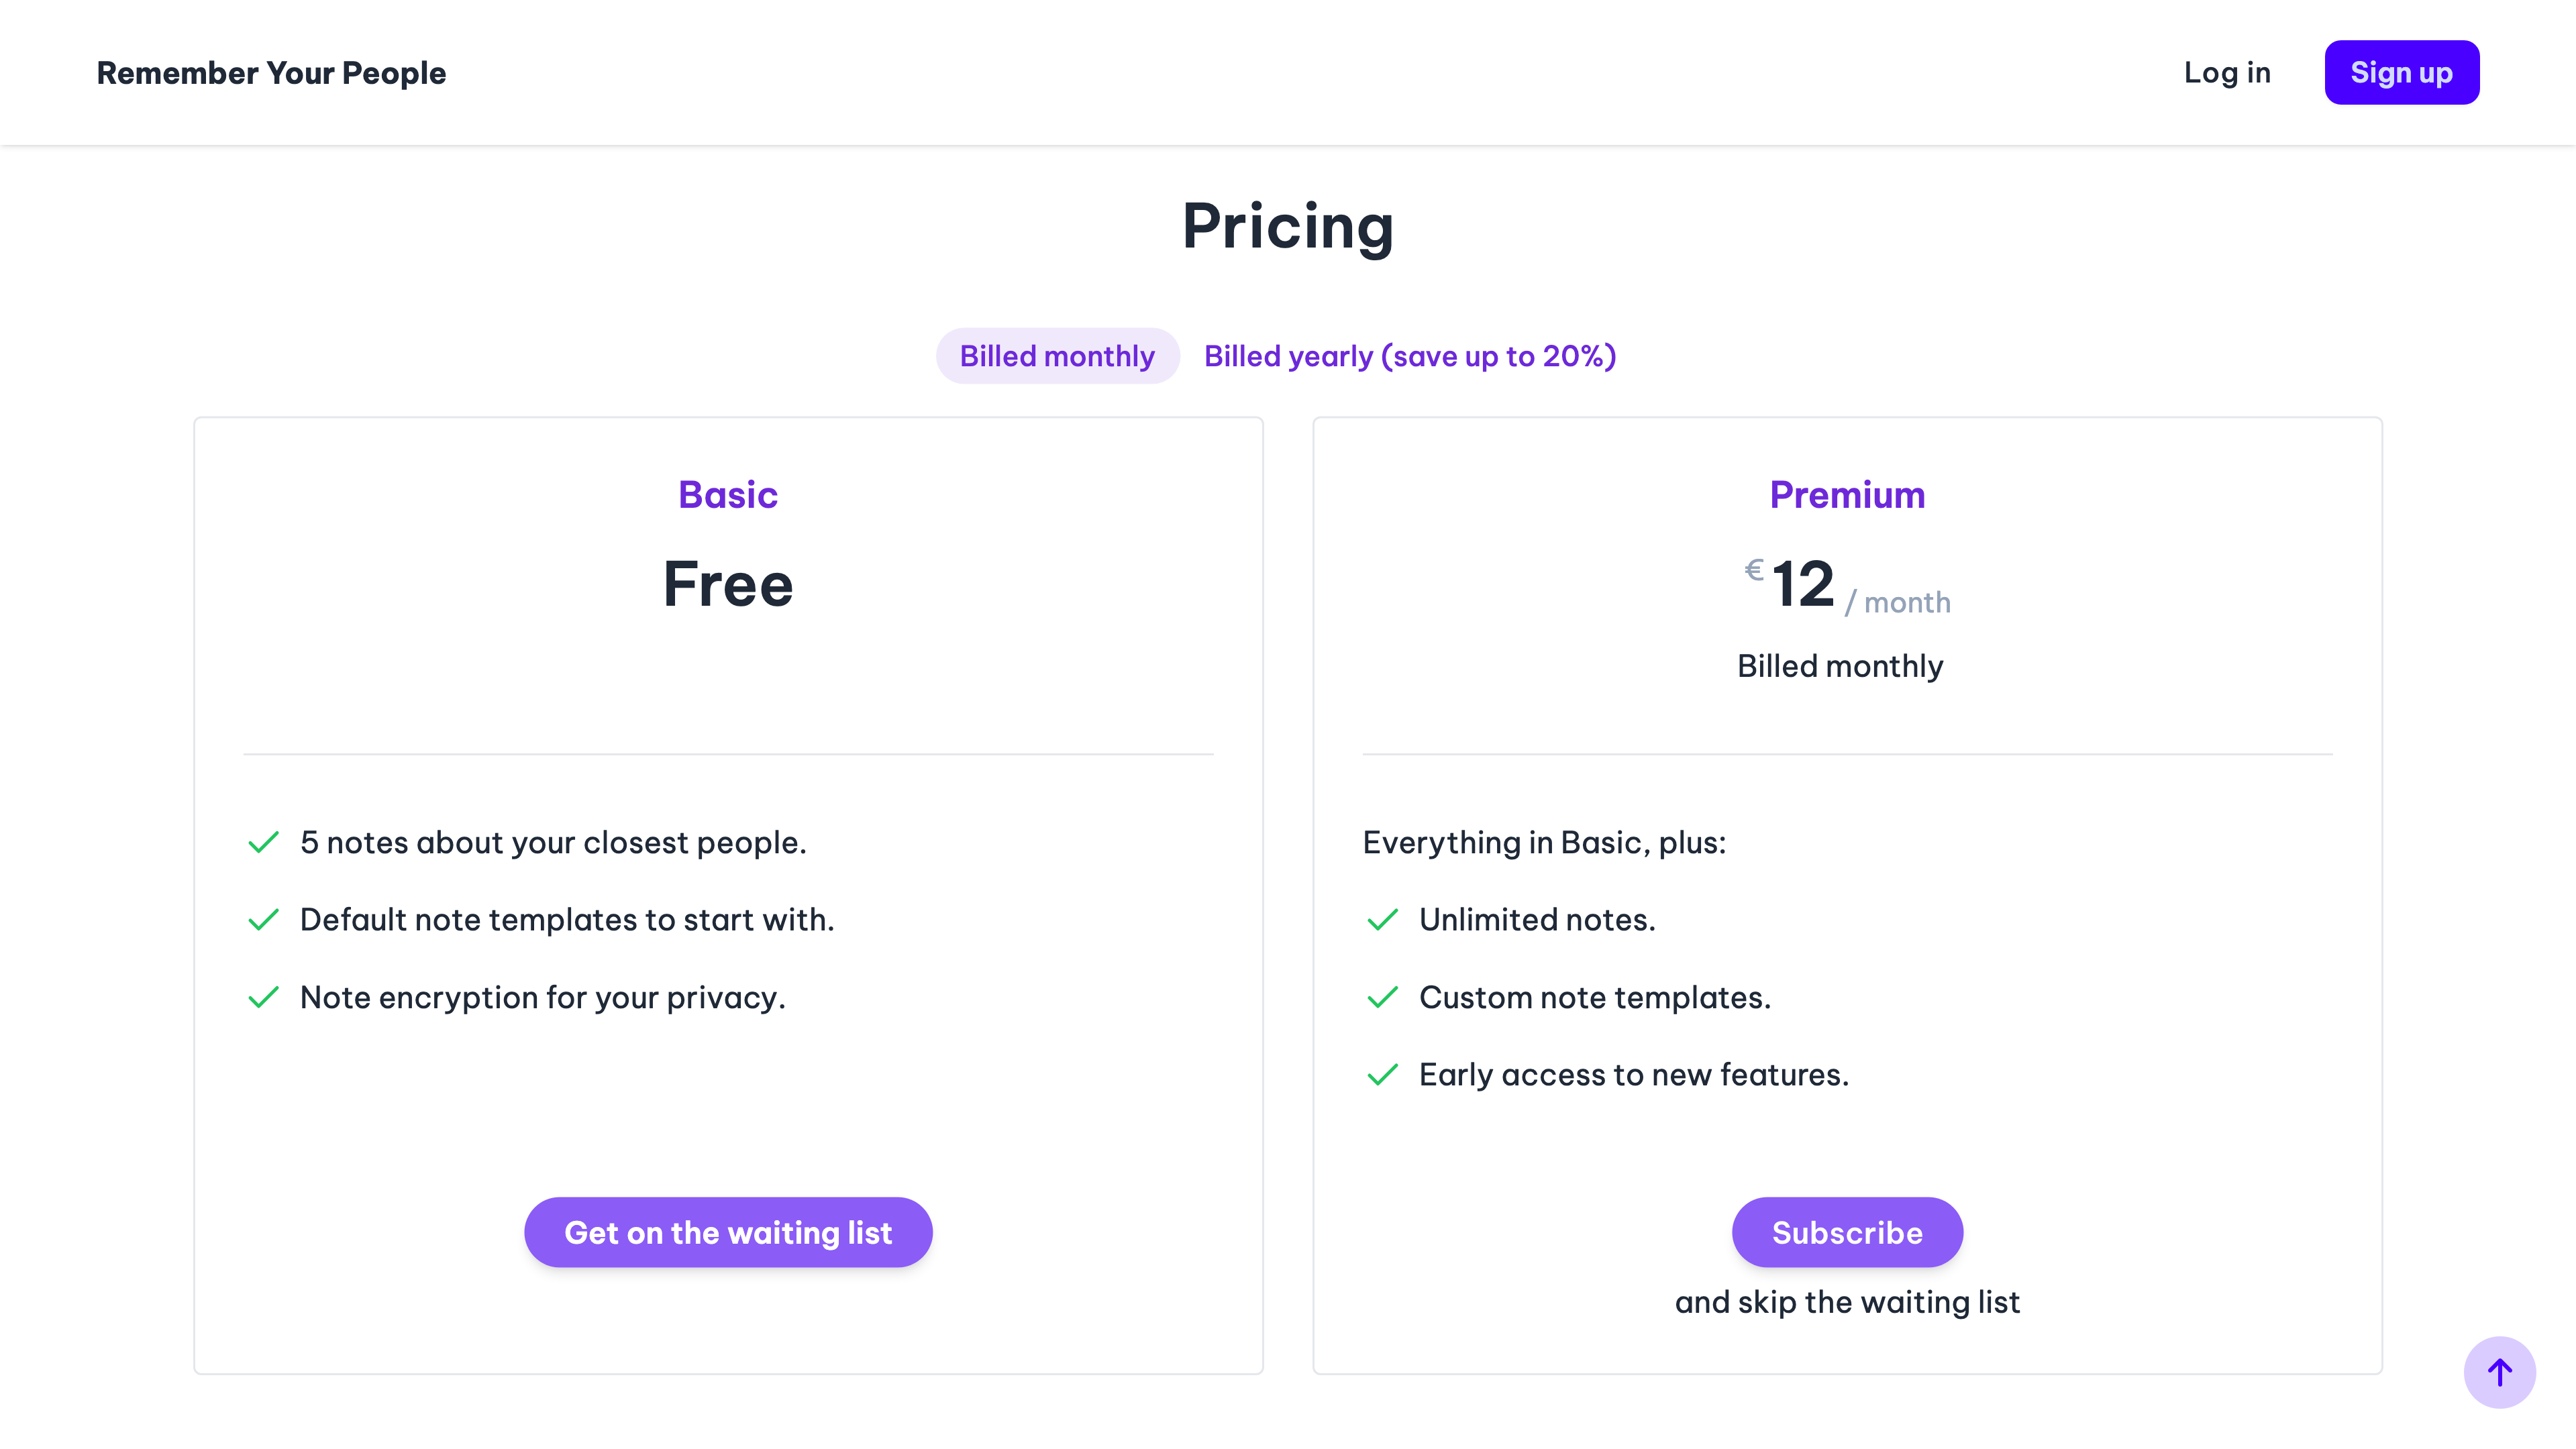 Remember Your People
Log in
Sign up
Pricing
Billed monthly
Billed yearly (save up to 20%)
Basic
Free
5 notes about your closest people.
Default note templates to start with.
Note encryption for your privacy.
Get on the waiting list
Premium
€12 / month
Billed monthly
Everything in Basic, plus:
Unlimited notes.
Custom note templates.
Early access to new features.
Subscribe
and skip the waiting list